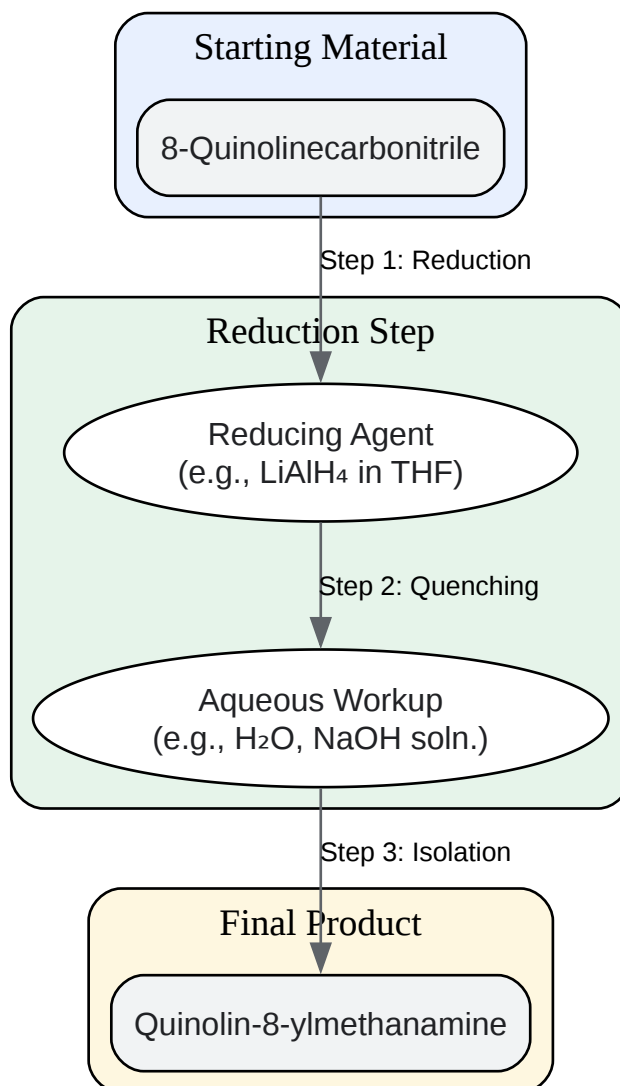 Starting Material
8-Quinolinecarbonitrile
Step 1: Reduction
Reduction Step
Reducing Agent
(e.g., LiAlH₄ in THF)
Step 2: Quenching
Aqueous Workup
(e.g., H₂O, NaOH soln.)
Step 3: Isolation
Final Product
Quinolin-8-ylmethanamine